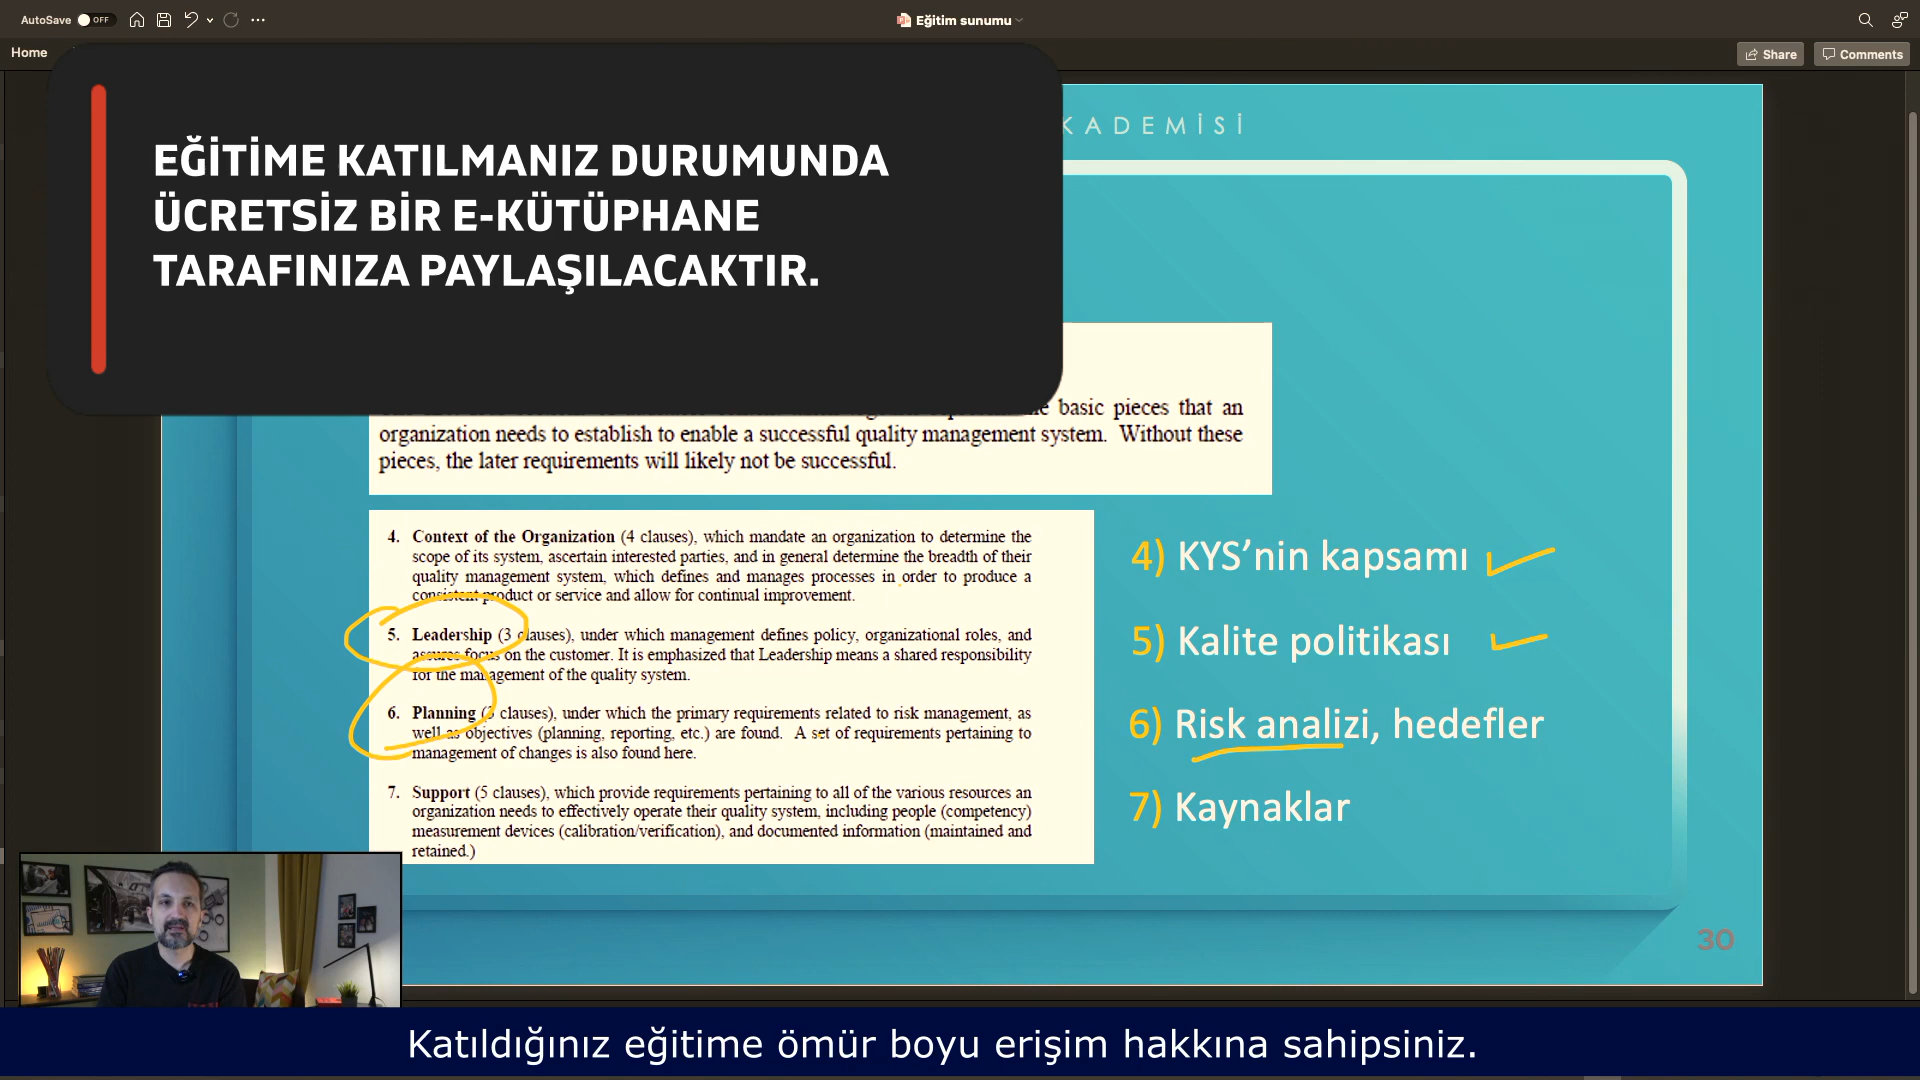 AutoSave OFF
Eğitim sunumu
Home
Share
Comments
KADEMİSİ
EĞİTİME KATILMANIZ DURUMUNDA
ÜCRETSİZ BİR E-KÜTÜPHANE
TARAFINIZA PAYLAŞILACAKTIR.
basic pieces that an
organization needs to establish to enable a successful quality management system. Without these
pieces, the later requirements will likely not be successful.
4. Context of the Organization (4 clauses), which mandate an organization to determine the
scope of its system, ascertain interested parties, and in general determine the breadth of their
quality management system, which defines and manages processes in order to produce a
consistent product or service and allow for continual improvement.
5. Leadership (3 clauses), under which management defines policy, organizational roles, and
assures focus on the customer. It is emphasized that Leadership means a shared responsibility
for the management of the quality system.
6. Planning (3 clauses), under which the primary requirements related to risk management, as
well as objectives (planning, reporting, etc.) are found. A set of requirements pertaining to
management of changes is also found here.
7. Support (5 clauses), which provide requirements pertaining to all of the various resources an
organization needs to effectively operate their quality system, including people (competency)
measurement devices (calibration/verification), and documented information (maintained and
retained.)
4) KYS’nin kapsamı
5) Kalite politikası
6) Risk analizi, hedefler
7) Kaynaklar
30
Katıldığınız eğitime ömür boyu erişim hakkına sahipsiniz.